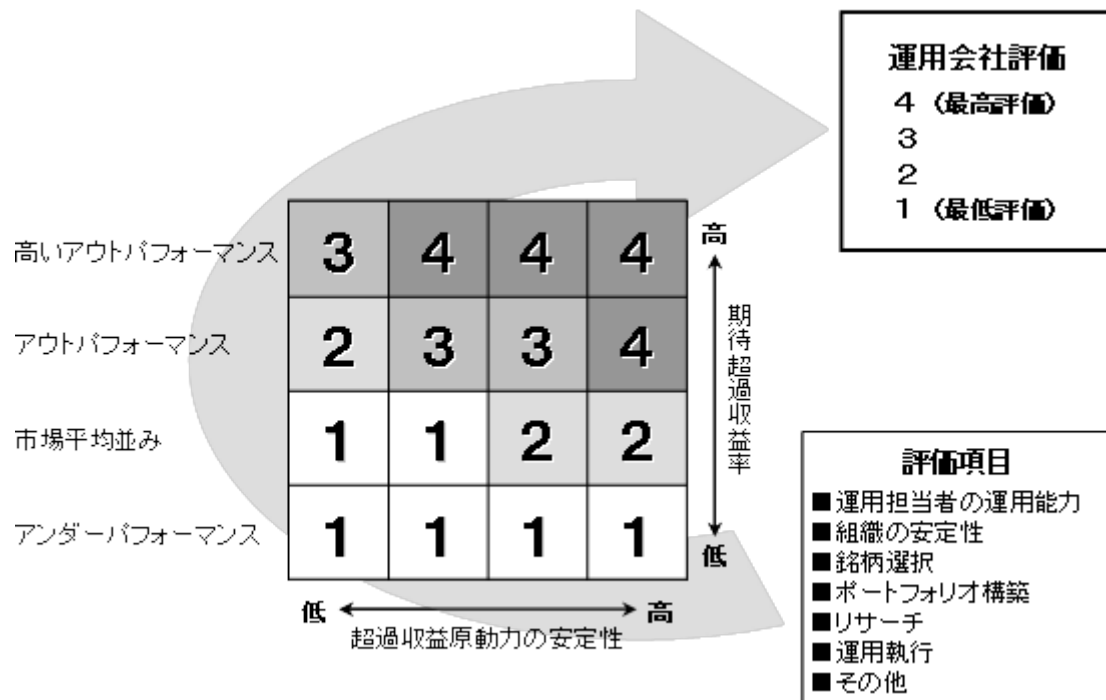 運用会社評価
4 (最高評価)
3
2
1 (最低評価)
高いアウトパフォーマンス 3 4 4 4
アウトパフォーマンス 2 3 3 4
市場平均並み 1 1 2 2
アンダーパフォーマンス 1 1 1 1
高
期待超過収益率
低
低 高
超過収益原動力の安定性
評価項目
■運用担当者の運用能力
■組織の安定性
■銘柄選択
■ポートフォリオ構築
■リサーチ
■運用執行
■その他